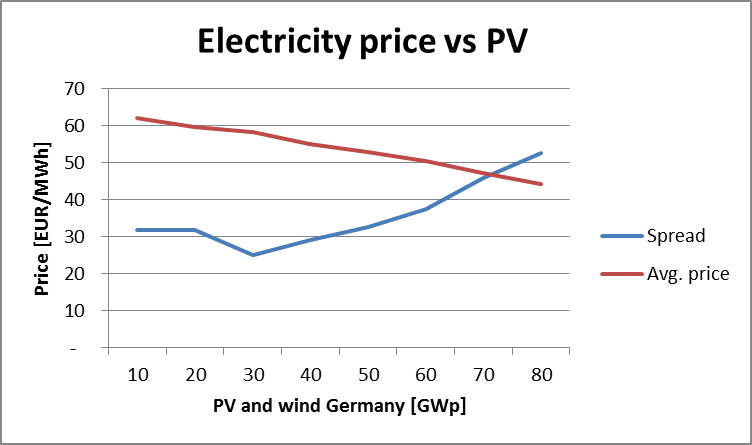 Electricity price vs PV
70
60
50
40
30
20
10
-
Price [EUR/MWh]
10 20 30 40 50 60 70 80
PV and wind Germany [GWp]
Spread
Avg. price